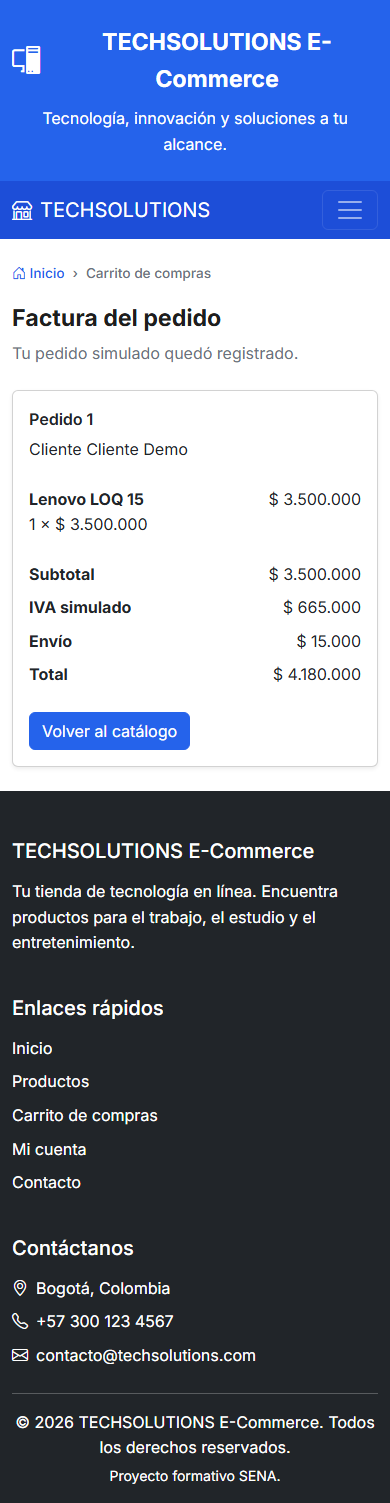 TECHSOLUTIONS E-
Commerce
Tecnología, innovación y soluciones a tu
alcance.
TECHSOLUTIONS
Inicio › Carrito de compras
Factura del pedido
Tu pedido simulado quedó registrado.
Pedido 1
Cliente Cliente Demo
Lenovo LOQ 15 $ 3.500.000
1 × $ 3.500.000
Subtotal $ 3.500.000
IVA simulado $ 665.000
Envío $ 15.000
Total $ 4.180.000
Volver al catálogo
TECHSOLUTIONS E-Commerce
Tu tienda de tecnología en línea. Encuentra
productos para el trabajo, el estudio y el
entretenimiento.
Enlaces rápidos
Inicio
Productos
Carrito de compras
Mi cuenta
Contacto
Contáctanos
Bogotá, Colombia
+57 300 123 4567
contacto@techsolutions.com
© 2026 TECHSOLUTIONS E-Commerce. Todos
los derechos reservados.
Proyecto formativo SENA.